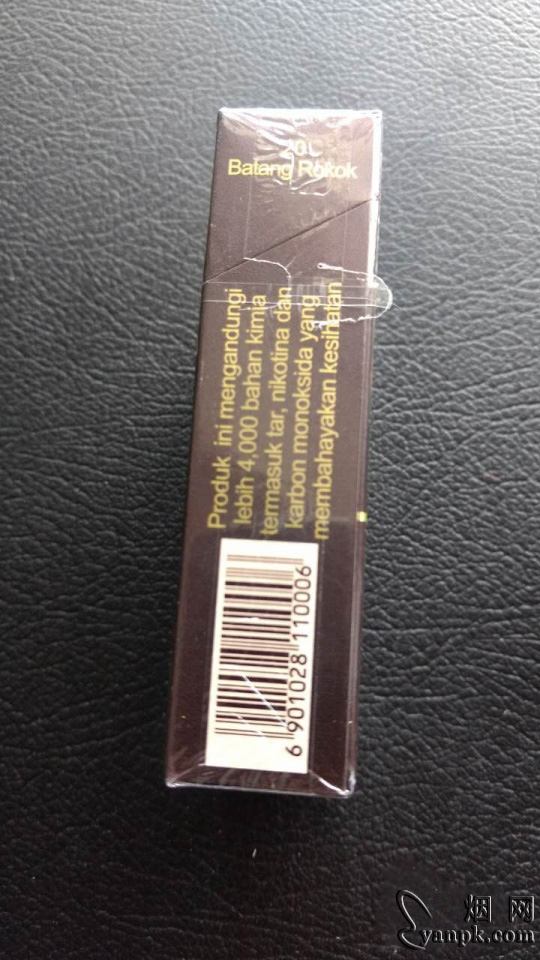 20
Batang Rokok
Produk ini mengandungi
lebih 4,000 bahan kimia
termasuk tar, nikotina dan
karbon monoksida yang
membahayakan kesihatan
6 901028 110006
烟 网
yanpk.com